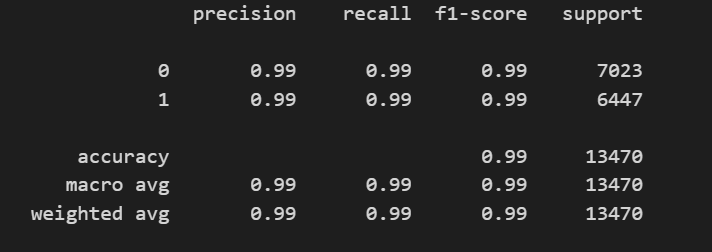 precision recall f1-score support
0 0.99 0.99 0.99 7023
1 0.99 0.99 0.99 6447
accuracy 0.99 13470
macro avg 0.99 0.99 0.99 13470
weighted avg 0.99 0.99 0.99 13470